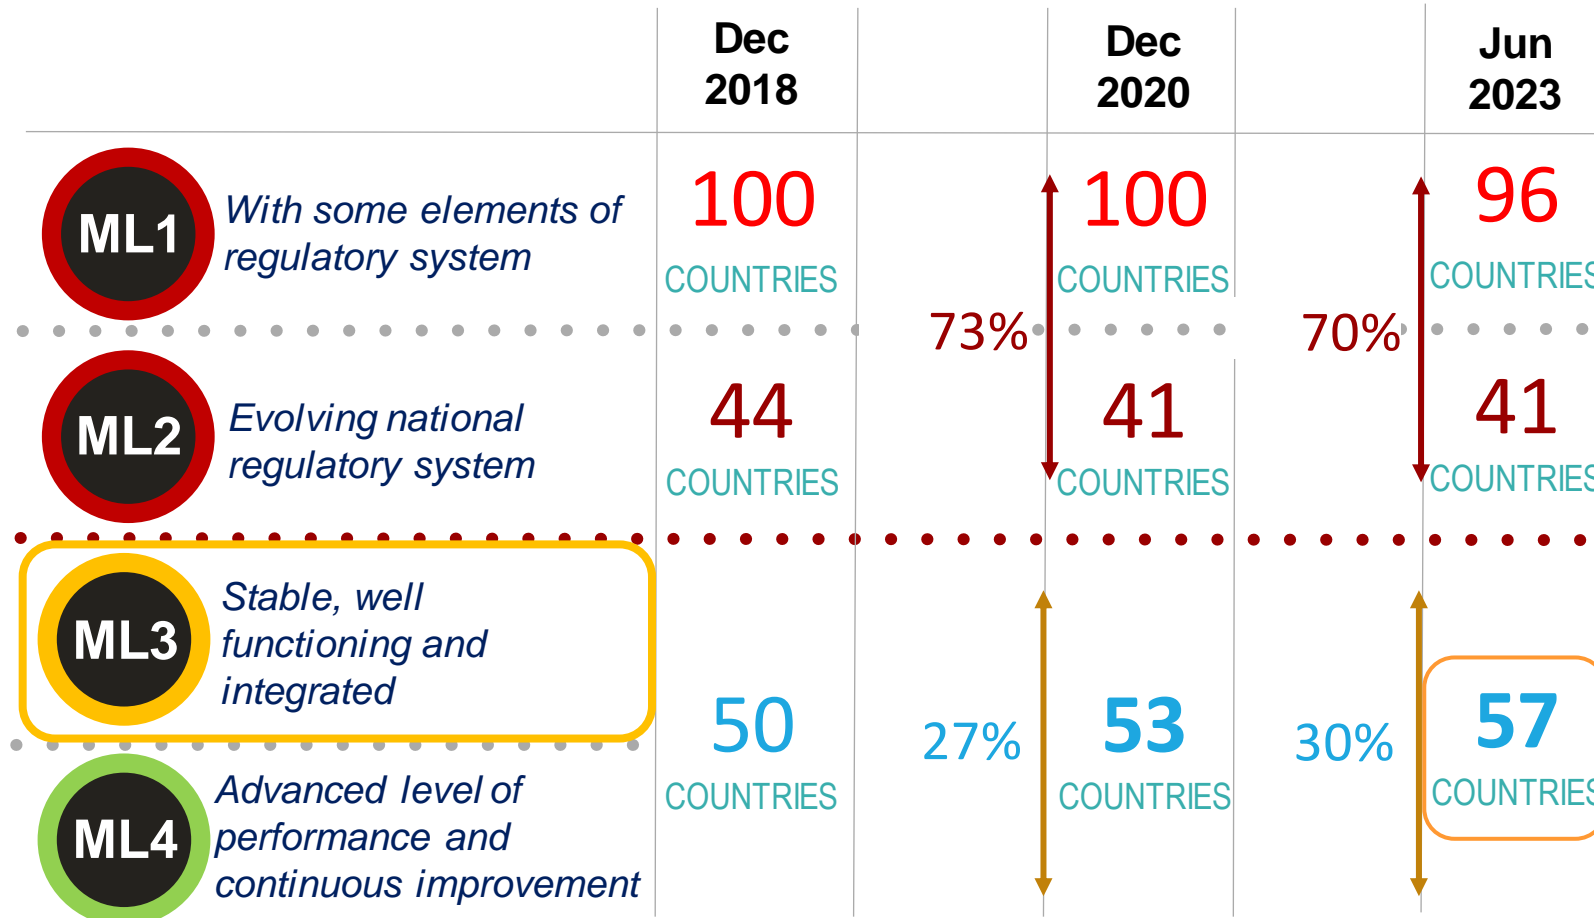 Dec
2018
Dec
2020
Jun
2023
ML1
With some elements of
regulatory system
100
COUNTRIES
100
COUNTRIES
96
COUNTRIES
73%
70%
ML2
Evolving national
regulatory system
44
COUNTRIES
41
COUNTRIES
41
COUNTRIES
ML3
Stable, well
functioning and
integrated
50
COUNTRIES
27%
53
COUNTRIES
30%
57
COUNTRIES
ML4
Advanced level of
performance and
continuous improvement